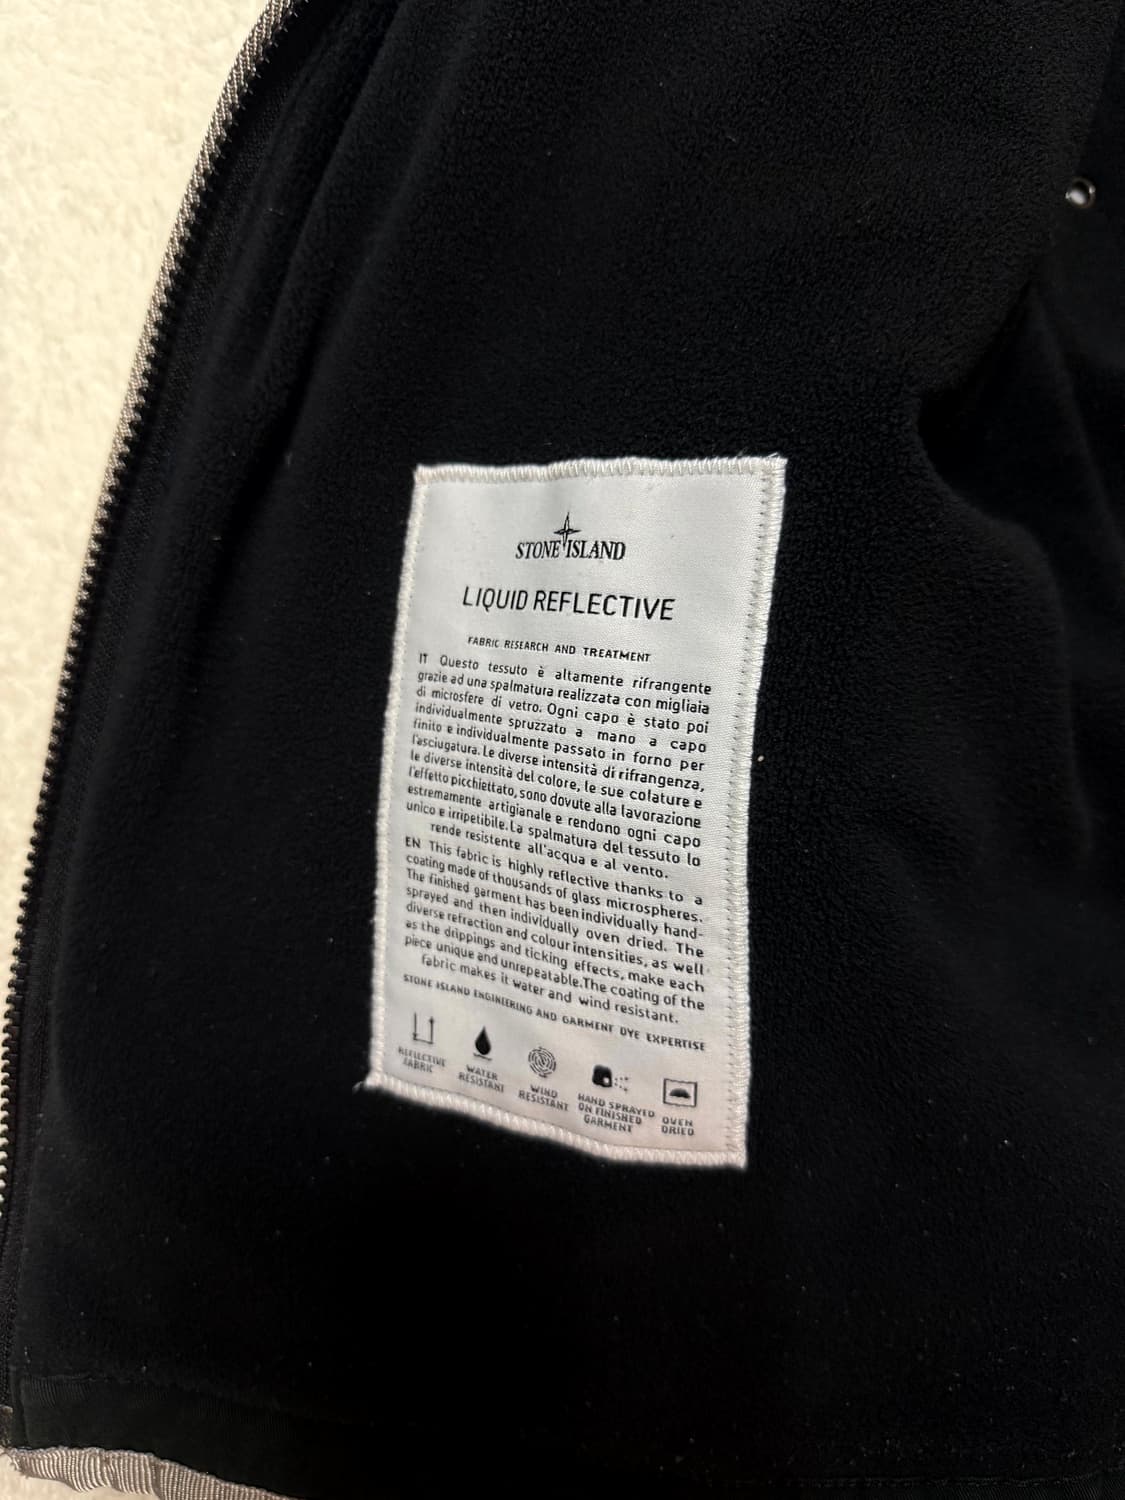 STONE ISLAND
LIQUID REFLECTIVE
FABRIC RESEARCH AND TREATMENT
IT Questo tessuto è altamente rifrangente
grazie ad una spalmatura realizzata con migliaia
di microsfere di vetro. Ogni capo è stato poi
individualmente spruzzato a mano a capo
finito e individualmente passato in forno per
l'asciugatura. Le diverse intensità di rifrangenza,
le diverse intensità del colore, le sue colature e
l'effetto picchiettato, sono dovute alla lavorazione
estremamente artigianale e rendono ogni capo
unico e irripetibile. La spalmatura del tessuto lo
rende resistente all'acqua e al vento.
EN This fabric is highly reflective thanks to a
coating made of thousands of glass microspheres.
The finished garment has been individually hand-
sprayed and then individually oven dried. The
diverse refraction and colour intensities, as well
as the drippings and ticking effects, make each
piece unique and unrepeatable.The coating of the
fabric makes it water and wind resistant.
STONE ISLAND ENGINEERING AND GARMENT DYE EXPERTISE
REFLECTIVE
FABRIC
WATER
RESISTANT
WIND
RESISTANT
HAND SPRAYED
ON FINISHED
GARMENT
OVEN
DRIED